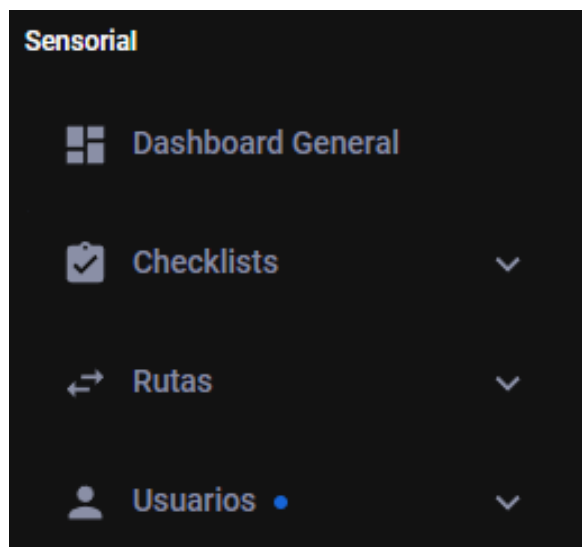 Sensorial
Dashboard General
Checklists
Rutas
Usuarios